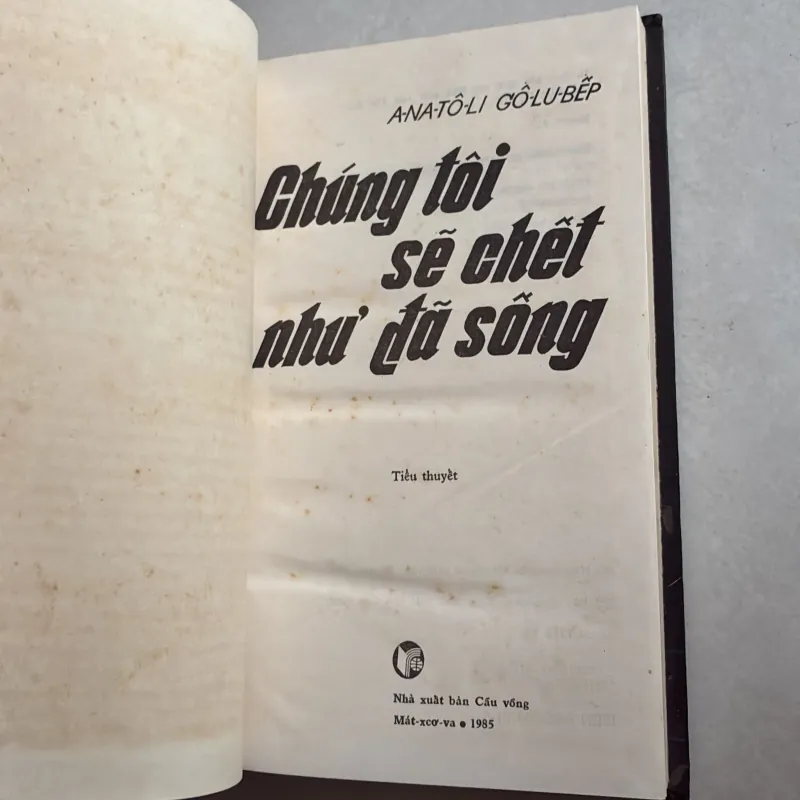 A-NA-TÔ-LI GÔ-LU-BẾP
Chúng tôi
sẽ chết
như đã sống
Tiểu thuyết
Nhà xuất bản Cầu vồng
Mát-xcơ-va • 1985